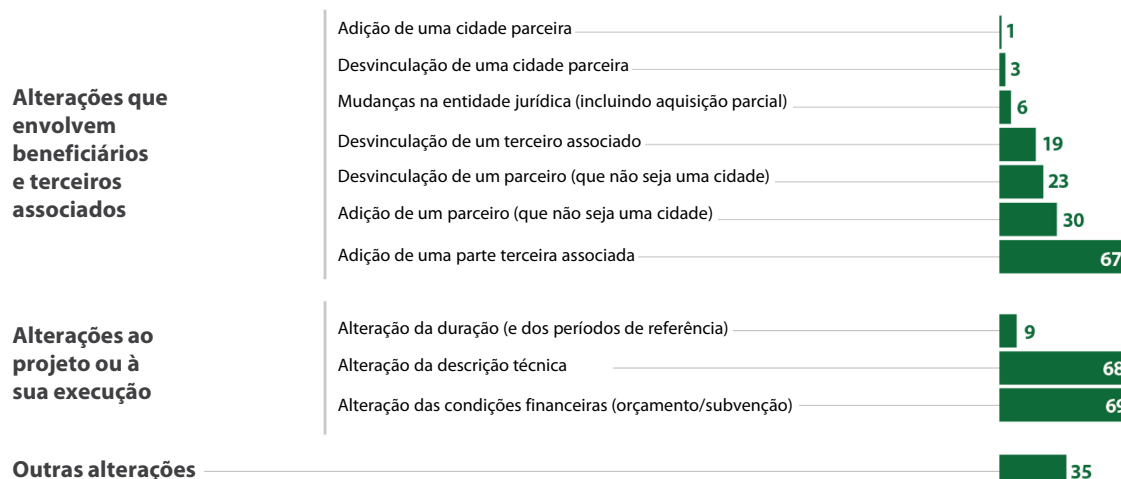 Alterações que
envolvem
beneficiários
e terceiros
associados
Adição de uma cidade parceira 1
Desvinculação de uma cidade parceira 3
Mudanças na entidade jurídica (incluindo aquisição parcial) 6
Desvinculação de um terceiro associado 19
Desvinculação de um parceiro (que não seja uma cidade) 23
Adição de um parceiro (que não seja uma cidade) 30
Adição de uma parte terceira associada 67
Alterações ao
projeto ou à
sua execução
Alteração da duração (e dos períodos de referência) 9
Alteração da descrição técnica 68
Alteração das condições financeiras (orçamento/subvenção) 69
Outras alterações 35